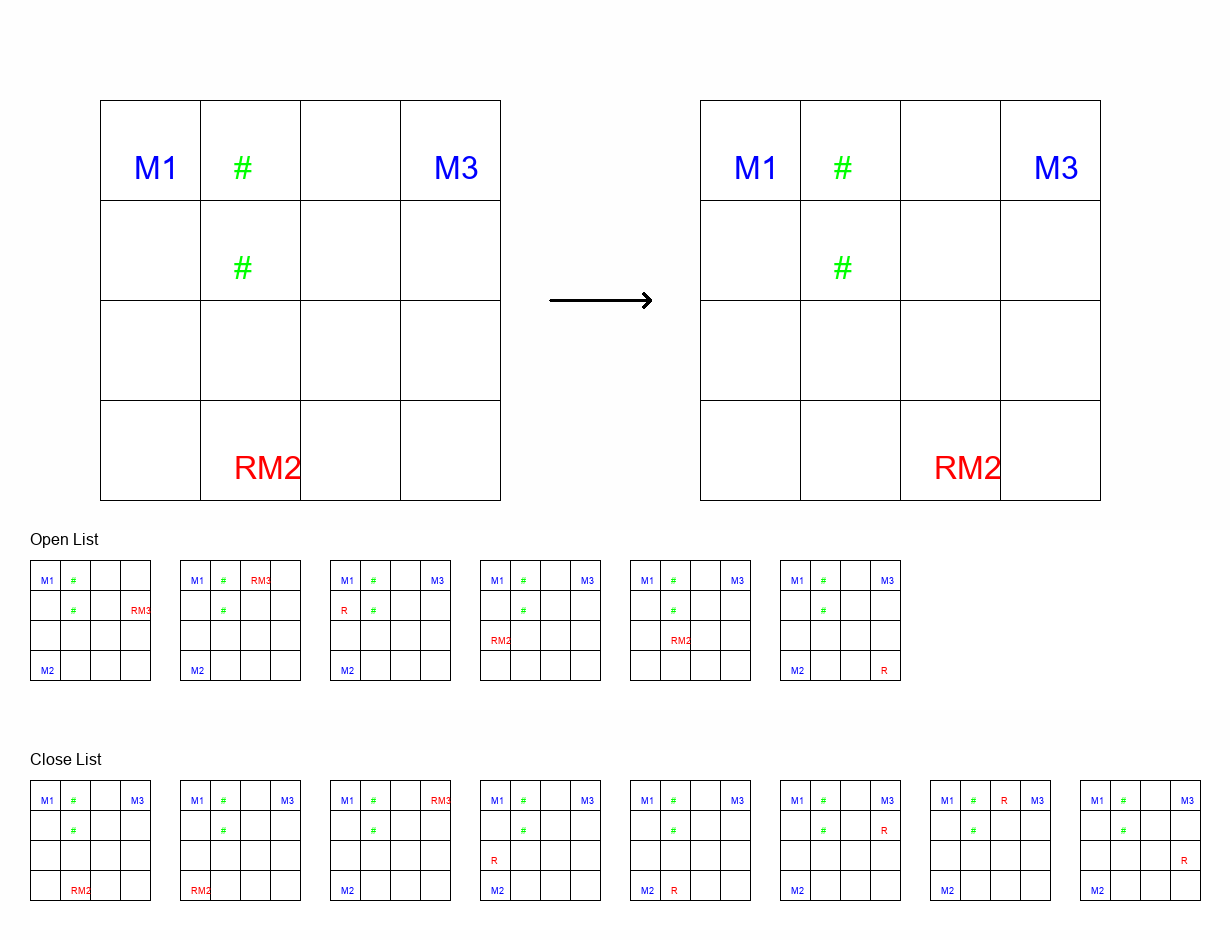 M1 # M3 M1 # M3
# #
RM2 RM2
Open List
M1 # M1 # RM3 M1 # M3 M1 # M3 M1 # M3 M1 # M3
# RM3 # R # # # #
RM2 RM2
M2 M2 M2 M2 R
Close List
M1 # M3 M1 # M3 M1 # RM3 M1 # M3 M1 # M3 M1 # M3 M1 # R M3 M1 # M3
# # # # # # R # #
R R
RM2 RM2 M2 M2 M2 R M2 M2 M2